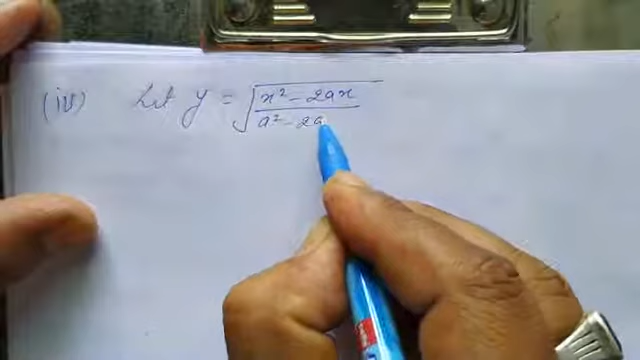 (iv) Let y = √((x² - 2ax)/(a² - 2a